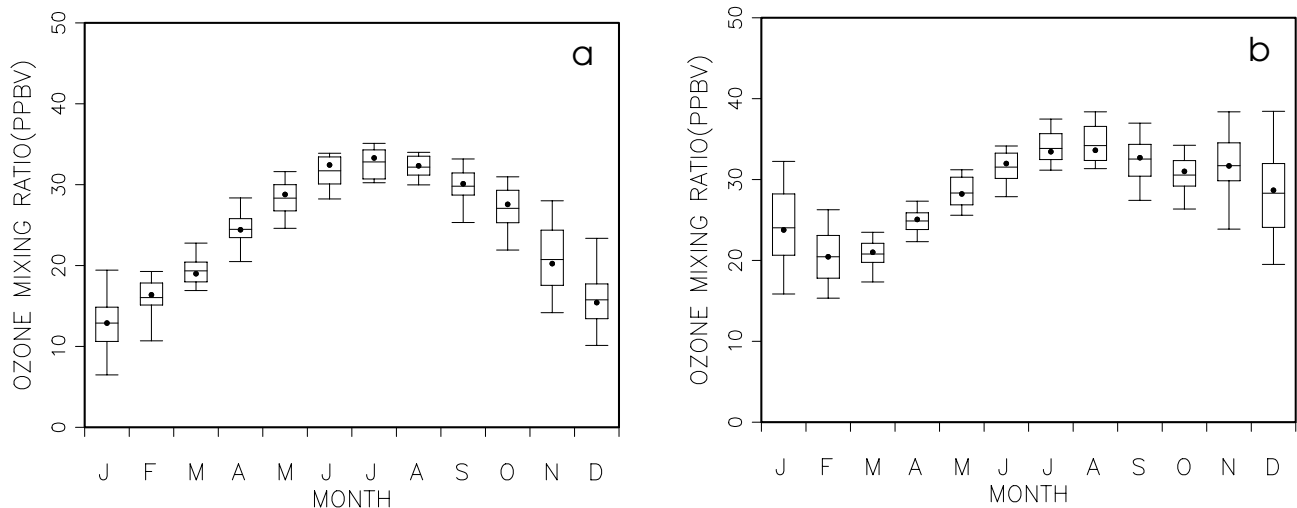 a
OZONE MIXING RATIO(PPBV)
50
40
30
20
10
0
J F M A M J J A S O N D
MONTH
b
OZONE MIXING RATIO(PPBV)
50
40
30
20
10
0
J F M A M J J A S O N D
MONTH